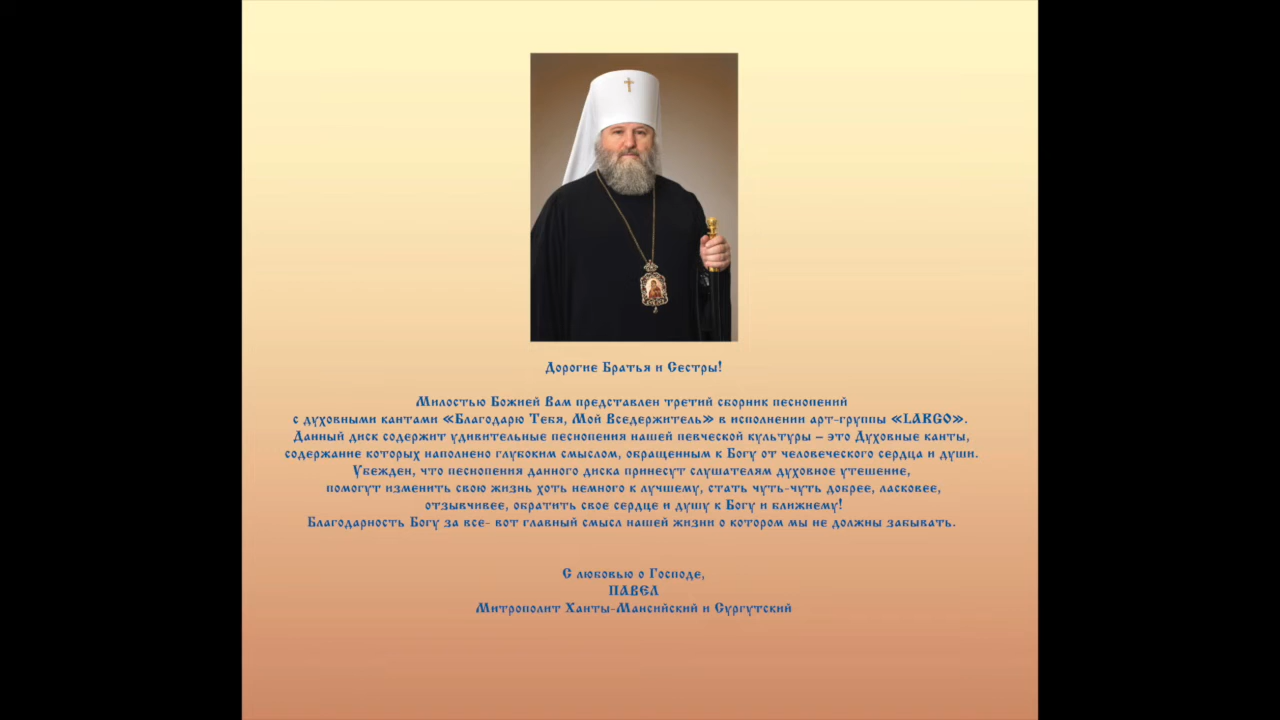 Дорогие Братья и Сестры!
Милостью Божией Вам представлен третий сборник песнопений
с духовными кантами «Благодарю Тебя, Мой Вседержитель» в исполнении арт-группы «LARGO».
Данный диск содержит удивительные песнопения нашей певческой культуры – это Духовные канты,
содержание которых наполнено глубоким смыслом, обращенным к Богу от человеческого сердца и души.
Убежден, что песнопения данного диска принесут слушателям духовное утешение,
помогут изменить свою жизнь хоть немного к лучшему, стать чуть-чуть добрее, ласковее,
отзывчивее, обратить свое сердце и душу к Богу и ближнему!
Благодарность Богу за все- вот главный смысл нашей жизни о котором мы не должны забывать.
С любовью о Господе,
ПАВЕЛ
Митрополит Ханты-Мансийский и Сургутский